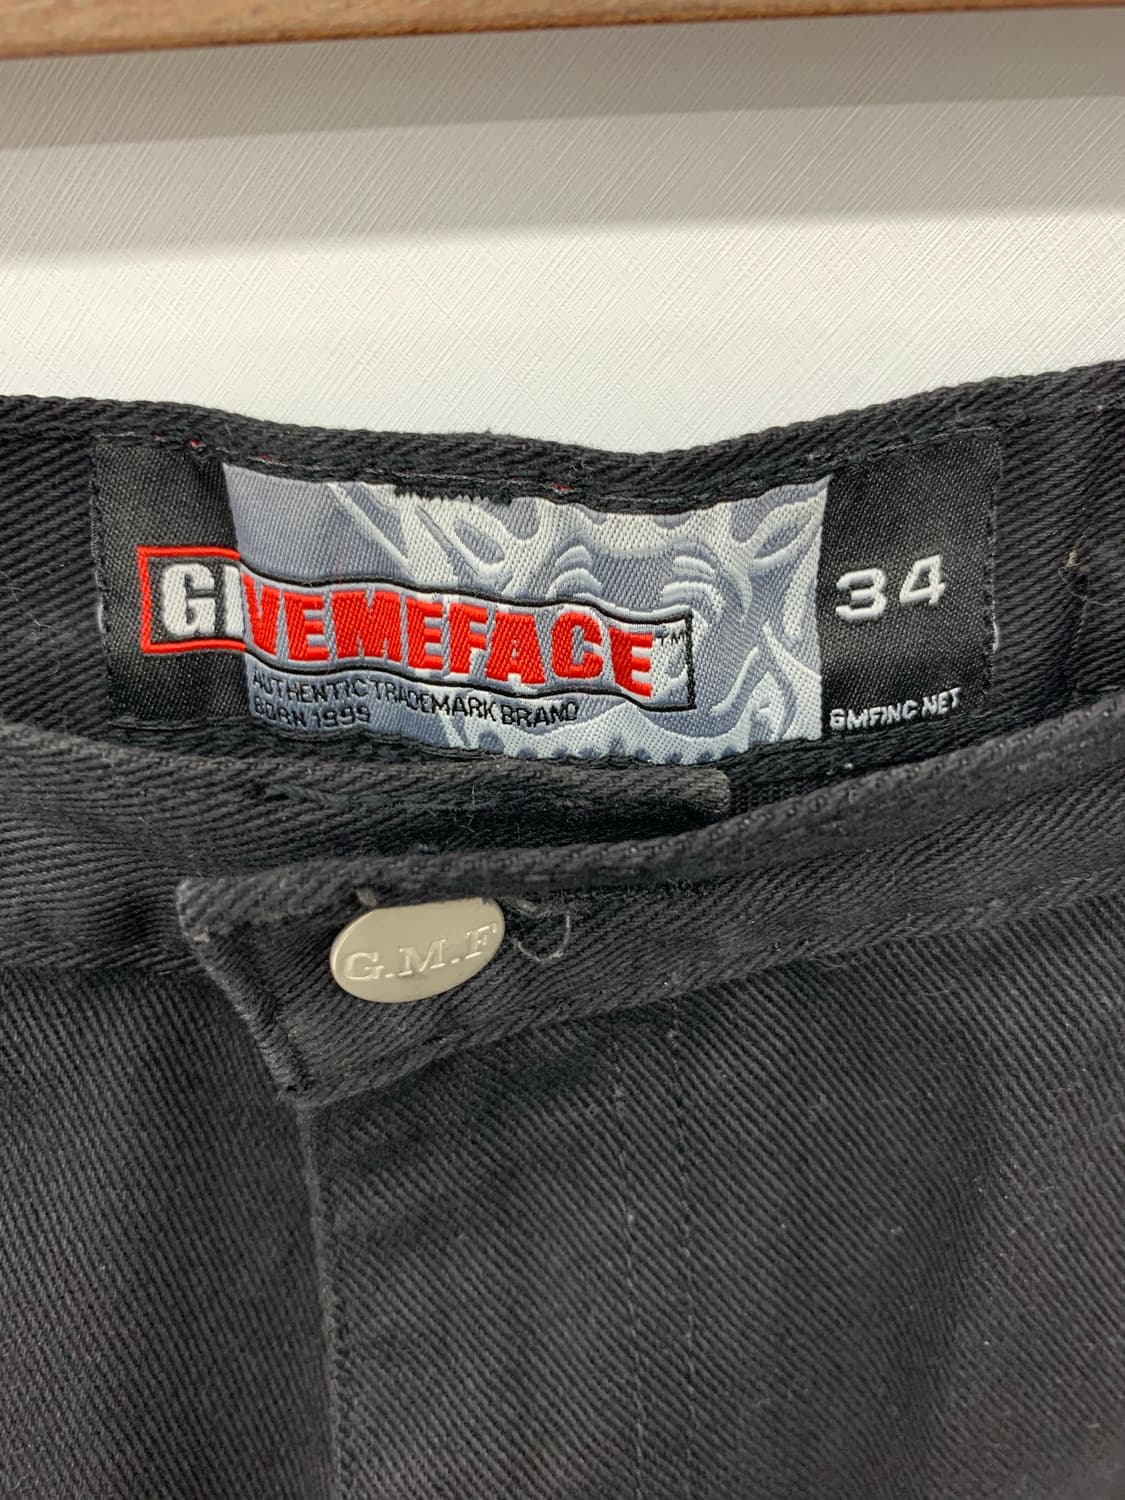 GIVEMEFACE™
AUTHENTIC TRADEMARK BRAND
BORN 1999
34
GMFINC.NET
G.M.F